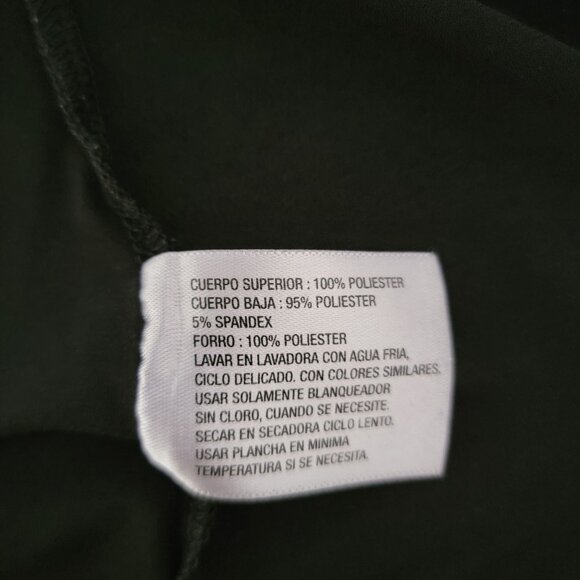 CUERPO SUPERIOR : 100% POLIESTER
CUERPO BAJA : 95% POLIESTER
5% SPANDEX
FORRO : 100% POLIESTER
LAVAR EN LAVADORA CON AGUA FRIA,
CICLO DELICADO. CON COLORES SIMILARES.
USAR SOLAMENTE BLANQUEADOR
SIN CLORO, CUANDO SE NECESITE.
SECAR EN SECADORA CICLO LENTO.
USAR PLANCHA EN MINIMA
TEMPERATURA SI SE NECESITA.